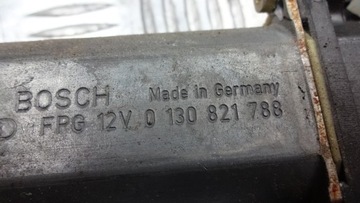 BOSCH Made in Germany
FPG 12V 0 130 821 788